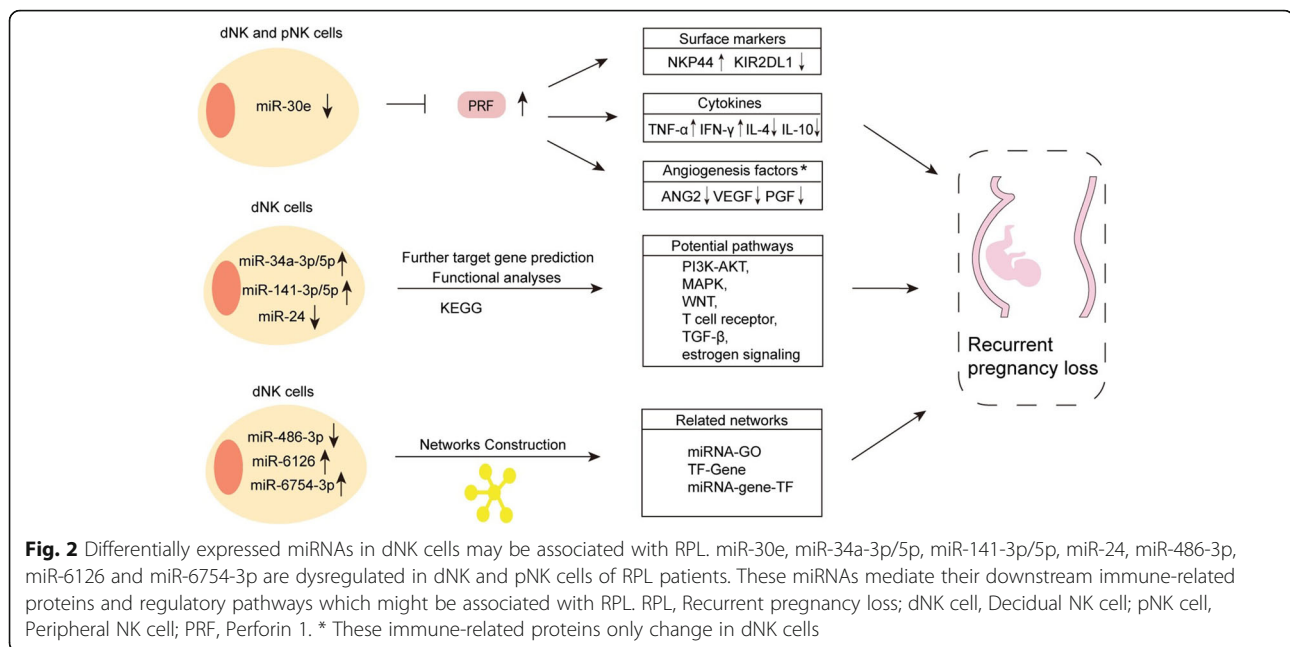 dNK and pNK cells
miR-30e ↓
PRF ↑
Surface markers
NKP44 ↑ KIR2DL1 ↓
Cytokines
TNF-α ↑ IFN-γ ↑ IL-4 ↓ IL-10 ↓
Angiogenesis factors *
ANG2 ↓ VEGF ↓ PGF ↓
dNK cells
miR-34a-3p/5p ↑
miR-141-3p/5p ↑
miR-24 ↓
Further target gene prediction
Functional analyses
KEGG
Potential pathways
PI3K-AKT,
MAPK,
WNT,
T cell receptor,
TGF-β,
estrogen signaling
Recurrent
pregnancy loss
dNK cells
miR-486-3p ↓
miR-6126 ↑
miR-6754-3p ↑
Networks Construction
Related networks
miRNA-GO
TF-Gene
miRNA-gene-TF
Fig. 2 Differentially expressed miRNAs in dNK cells may be associated with RPL. miR-30e, miR-34a-3p/5p, miR-141-3p/5p, miR-24, miR-486-3p,
miR-6126 and miR-6754-3p are dysregulated in dNK and pNK cells of RPL patients. These miRNAs mediate their downstream immune-related
proteins and regulatory pathways which might be associated with RPL. RPL, Recurrent pregnancy loss; dNK cell, Decidual NK cell; pNK cell,
Peripheral NK cell; PRF, Perforin 1. * These immune-related proteins only change in dNK cells